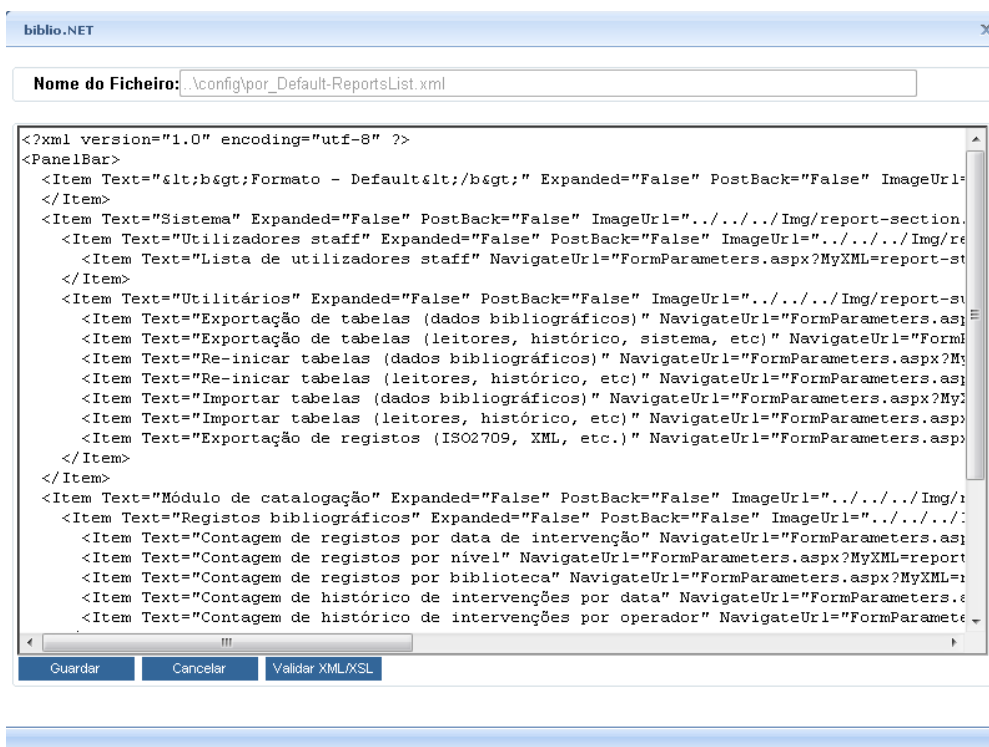 biblio.NET
X
Nome do Ficheiro: ..\config\por_Default-ReportsList.xml
<?xml version="1.0" encoding="utf-8" ?>
<PanelBar>
<Item Text="&lt;b&gt;Formato - Default&lt;/b&gt;" Expanded="False" PostBack="False" ImageUrl=
</Item>
<Item Text="Sistema" Expanded="False" PostBack="False" ImageUrl="../../../Img/report-section.
<Item Text="Utilizadores staff" Expanded="False" PostBack="False" ImageUrl="../../../Img/re
<Item Text="Lista de utilizadores staff" NavigateUrl="FormParameters.aspx?MyXML=report-st
</Item>
<Item Text="Utilitários" Expanded="False" PostBack="False" ImageUrl="../../../Img/report-su
<Item Text="Exportação de tabelas (dados bibliográficos)" NavigateUrl="FormParameters.asp
<Item Text="Exportação de tabelas (leitores, histórico, sistema, etc)" NavigateUrl="FormP
<Item Text="Re-inicar tabelas (dados bibliográficos)" NavigateUrl="FormParameters.aspx?My
<Item Text="Re-inicar tabelas (leitores, histórico, etc)" NavigateUrl="FormParameters.asp
<Item Text="Importar tabelas (dados bibliográficos)" NavigateUrl="FormParameters.aspx?MyX
<Item Text="Importar tabelas (leitores, histórico, etc)" NavigateUrl="FormParameters.aspx
<Item Text="Exportação de registos (ISO2709, XML, etc.)" NavigateUrl="FormParameters.aspx
</Item>
</Item>
<Item Text="Módulo de catalogação" Expanded="False" PostBack="False" ImageUrl="../../../Img/r
<Item Text="Registos bibliográficos" Expanded="False" PostBack="False" ImageUrl="../../../I
<Item Text="Contagem de registos por data de intervenção" NavigateUrl="FormParameters.asp
<Item Text="Contagem de registos por nível" NavigateUrl="FormParameters.aspx?MyXML=report
<Item Text="Contagem de registos por biblioteca" NavigateUrl="FormParameters.aspx?MyXML=r
<Item Text="Contagem de histórico de intervenções por data" NavigateUrl="FormParameters.a
<Item Text="Contagem de histórico de intervenções por operador" NavigateUrl="FormParamete
Guardar Cancelar Validar XML/XSL